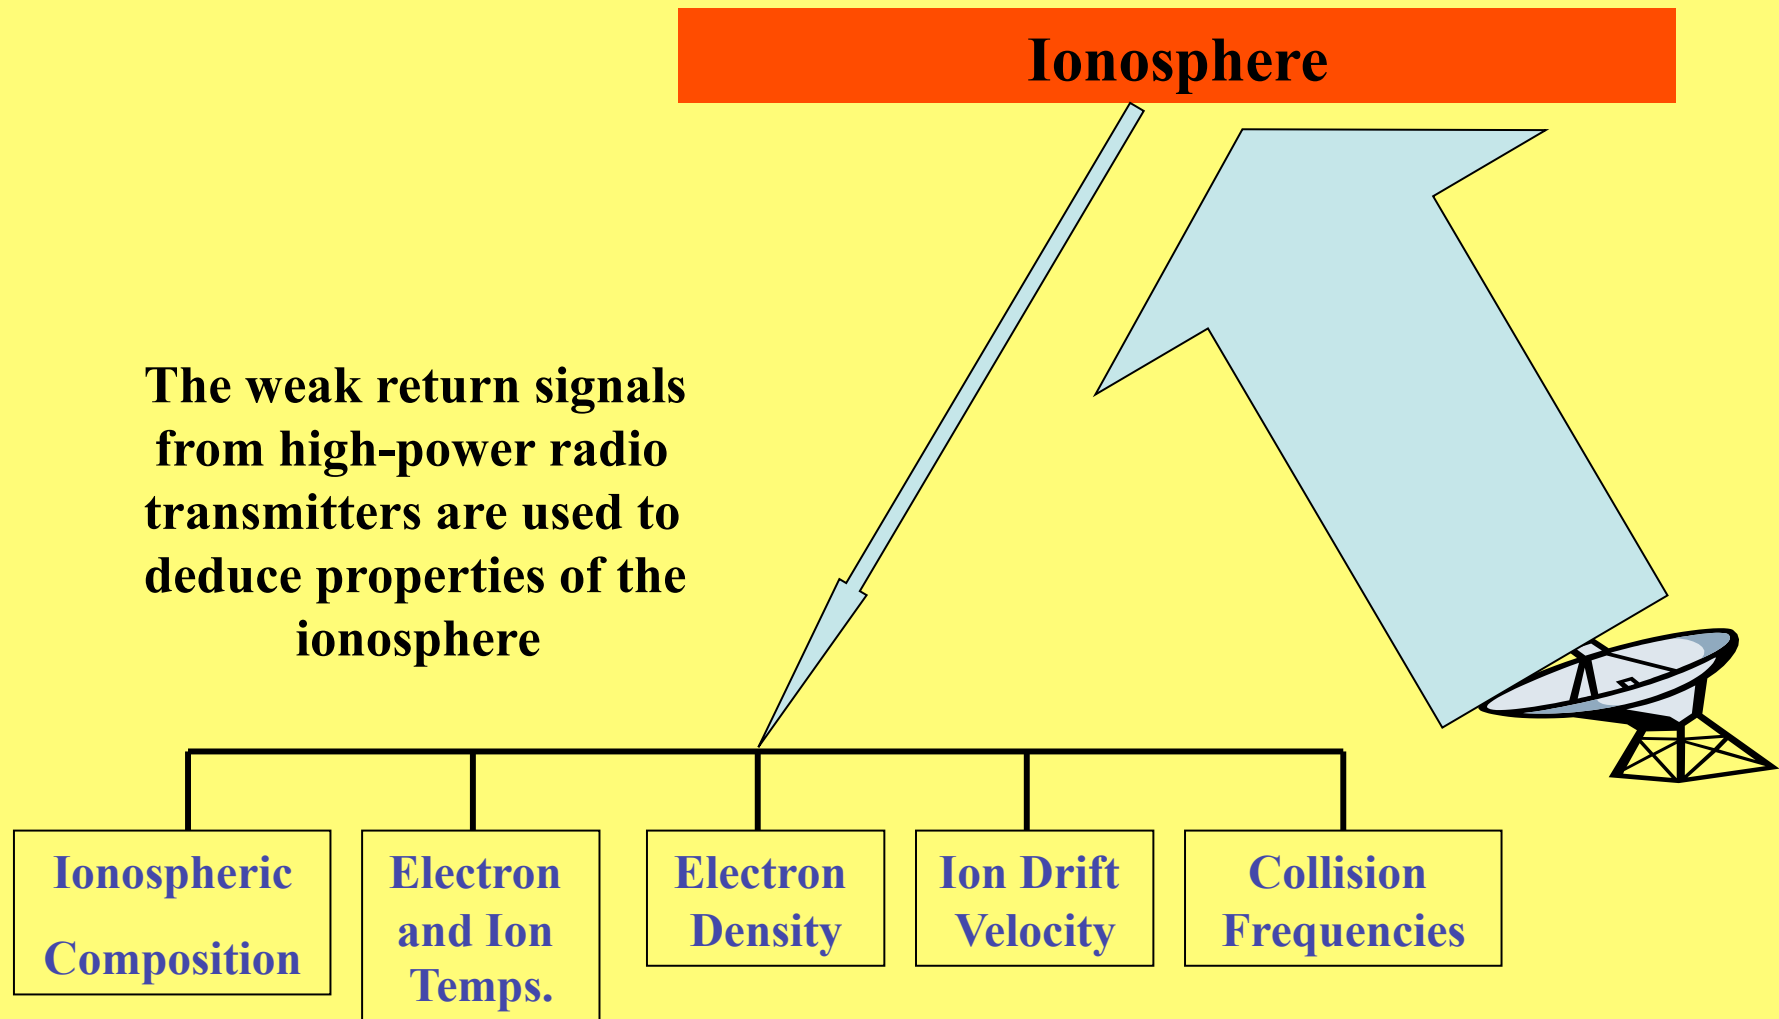 Ionosphere
The weak return signals
from high-power radio
transmitters are used to
deduce properties of the
ionosphere
Ionospheric
Composition
Electron
and Ion
Temps.
Electron
Density
Ion Drift
Velocity
Collision
Frequencies